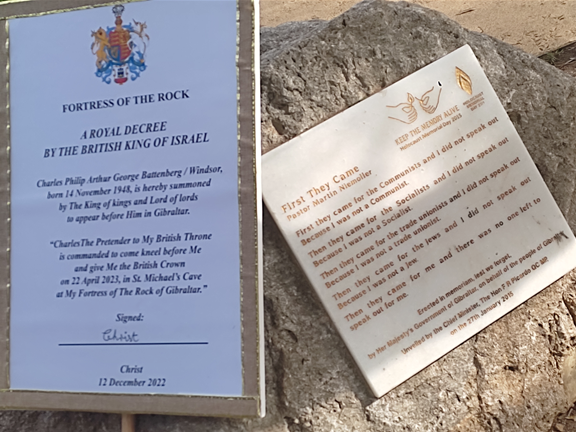 FORTRESS OF THE ROCK
A ROYAL DECREE
BY THE BRITISH KING OF ISRAEL
Charles Philip Arthur George Battenberg / Windsor,
born 14 November 1948, is hereby summoned
by The King of kings and Lord of lords
to appear before Him in Gibraltar.
“CharlesThe Pretender to My British Throne
is commanded to come kneel before Me
and give Me the British Crown
on 22 April 2023, in St. Michael's Cave
at My Fortress of The Rock of Gibraltar.”
Signed:
Christ
Christ
12 December 2022
KEEP THE MEMORY ALIVE
Holocaust Memorial Day 2015
First They Came
Pastor Martin Niemoller
First they came for the Communists and I did not speak out
Because I was not a Communist.
Then they came for the Socialists and I did not speak out
Because I was not a Socialist.
Then they came for the trade unionists and I did not speak out
Because I was not a trade unionist.
Then they came for the Jews and I did not speak out
Because I was not a Jew.
Then they came for me and there was no one left to
speak out for me.
Erected in memory, lest we forget,
by Her Majesty's Government of Gibraltar, on behalf of the people of
Unveiled by the Chief Minister, The Hon F R Picardo QC MP
on the 27th January, 2015